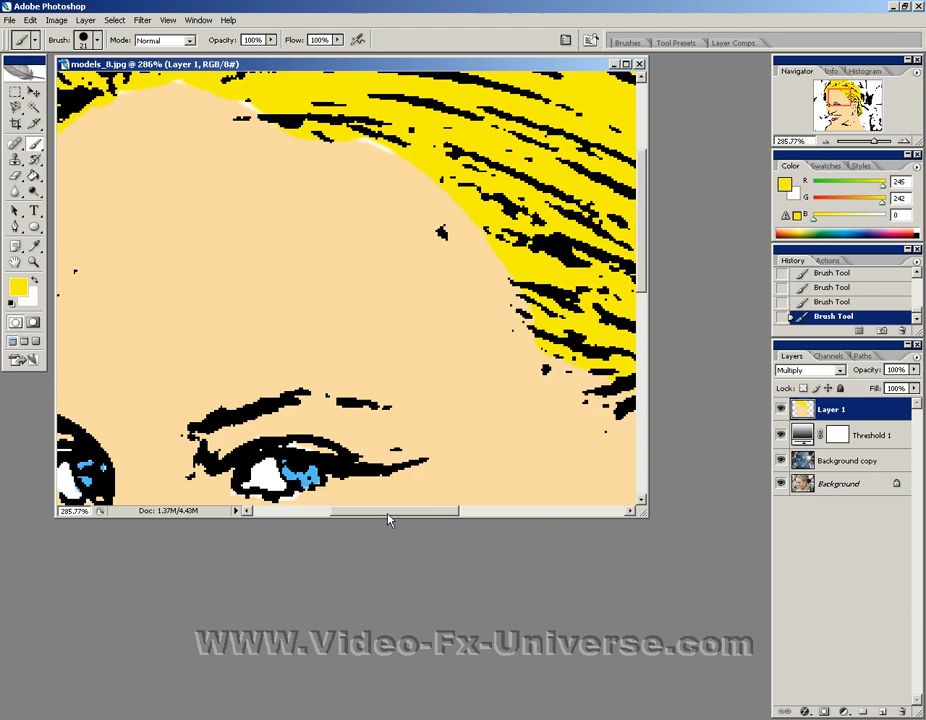 Adobe Photoshop
File Edit Image Layer Select Filter View Window Help
Brush: 21 Mode: Normal Opacity: 100% Flow: 100% Brushes Tool Presets Layer Comps
models_8.jpg @ 286% (Layer 1, RGB/8#)
Navigator Info Histogram
285.77%
Color Swatches Styles
R 245
G 242
B 0
History Actions
Brush Tool
Brush Tool
Brush Tool
Brush Tool
Layers Channels Paths
Multiply Opacity: 100%
Lock: Fill: 100%
Layer 1
Threshold 1
Background copy
Background
285.77% Doc: 1.37M/4.43M
WWW.Video-Fx-Universe.com